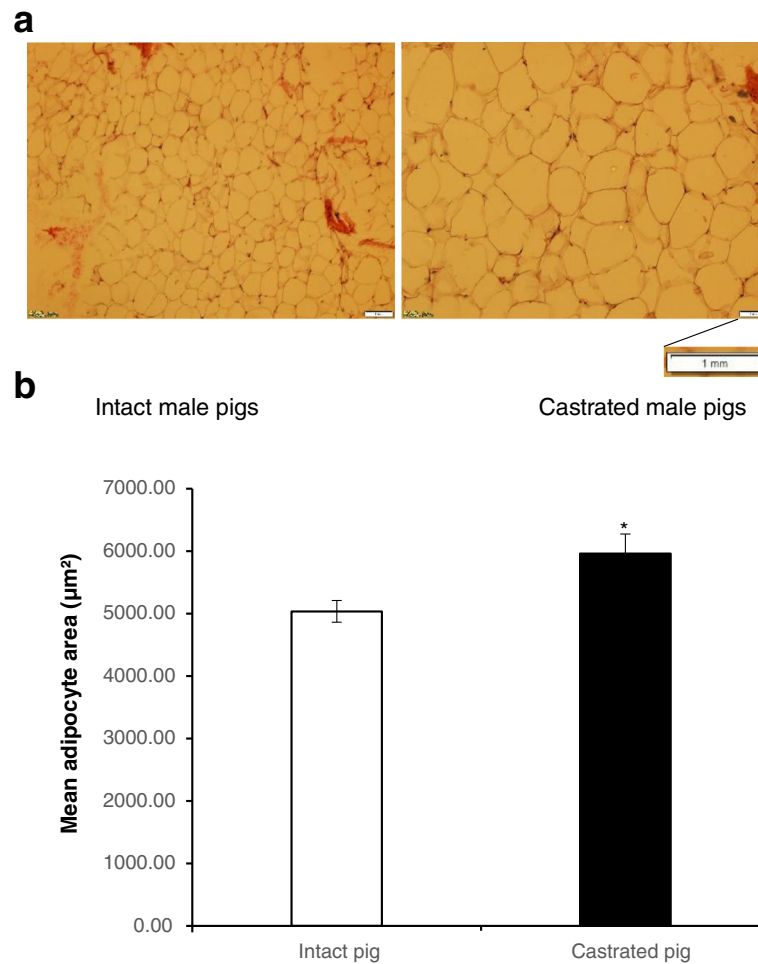 a
1 mm
b
Intact male pigs
Castrated male pigs
Mean adipocyte area (µm²)
7000.00
6000.00
5000.00
4000.00
3000.00
2000.00
1000.00
0.00
*
Intact pig
Castrated pig